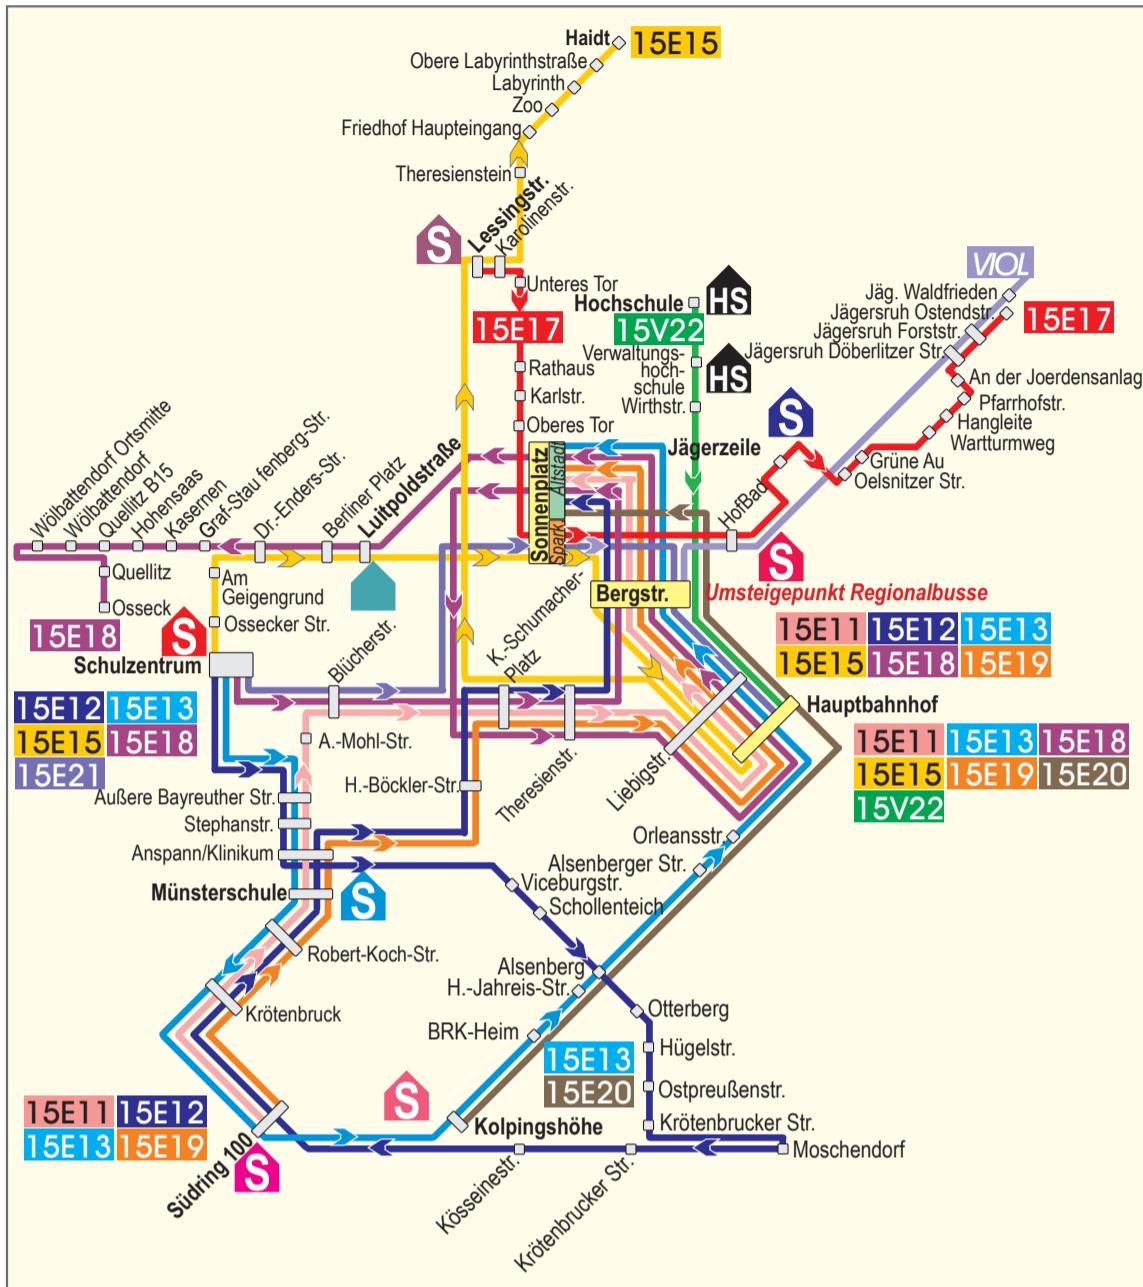 Haidt
15E15
Obere Labyrinthstraße
Labyrinth
Zoo
Friedhof Haupteingang
Theresienstein
Lessingstr.
Karolinenstr.
S
Unteres Tor
15E17
Hochschule
HS
15V22
Verwaltungs-
hoch-
schule
HS
Wirthstr.
VIOL
Jäg. Waldfrieden
Jägersruh Ostendstr.
15E17
Jägersruh Forststr.
Jägersruh Döberlitzer Str.
An der Joerdensanlag
Pfarrhofstr.
Hangleite
Wartturmweg
Grüne Au
Oelsnitzer Str.
Rathaus
Karlstr.
Oberes Tor
S
Jägerzeile
HofBad
S
Sonnenplatz
Altstadt
Spark
Wölbattendorf Ortsmitte
Wölbattendorf
Quellitz B15
Hohensaas
Kasernen
Graf-Stauffenberg-Str.
Dr.-Enders-Str.
Berliner Platz
Luitpoldstraße
Quellitz
Osseck
15E18
Am
Geigengrund
Ossecker Str.
S
Schulzentrum
15E12 15E13
15E15 15E18
15E21
Blücherstr.
K.-Schumacher-
Platz
Bergstr.
Umsteigepunkt Regionalbusse
15E11 15E12 15E13
15E15 15E18 15E19
Hauptbahnhof
15E11 15E13 15E18
15E15 15E19 15E20
15V22
A.-Mohl-Str.
H.-Böckler-Str.
Theresienstr.
Liebigstr.
Äußere Bayreuther Str.
Stephanstr.
Anspann/Klinikum
Münsterschule
S
Robert-Koch-Str.
Krötenbruck
Orleansstr.
Alsenberger Str.
Viceburgstr.
Schollenteich
Alsenberg
H.-Jahreis-Str.
BRK-Heim
Otterberg
Hügelstr.
Ostpreußenstr.
Krötenbrucker Str.
Moschendorf
15E13
15E20
S
Kolpingshöhe
15E11 15E12
15E13 15E19
Südring 100
S
Kösseinestr.
Krötenbrucker Str.